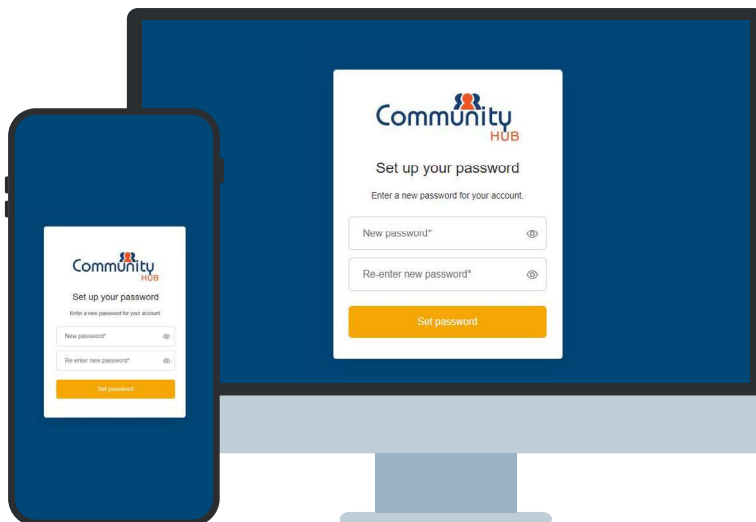 Community
HUB
Set up your password
Enter a new password for your account.
New password*
Re-enter new password*
Set password
Community
HUB
Set up your password
Enter a new password for your account.
New password*
Re-enter new password*
Set password